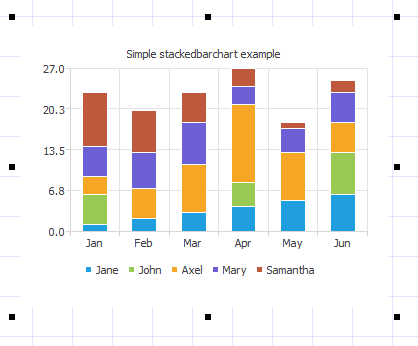 Simple stackedbarchart example
27.0
20.3
13.5
6.8
0.0
Jan Feb Mar Apr May Jun
Jane John Axel Mary Samantha